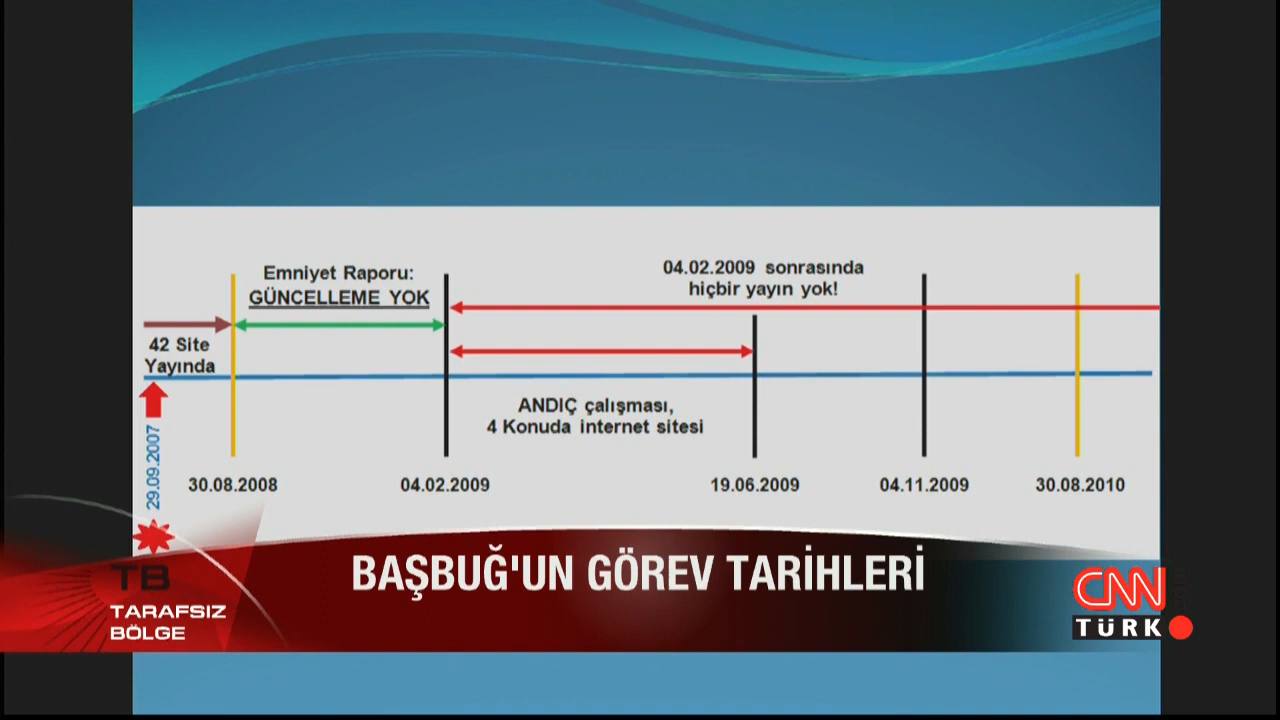 Emniyet Raporu:
GÜNCELLEME YOK
04.02.2009 sonrasında
hiçbir yayın yok!
42 Site
Yayında
ANDIÇ çalışması,
4 Konuda internet sitesi
29.09.2007
30.08.2008
04.02.2009
19.06.2009
04.11.2009
30.08.2010
BAŞBUĞ'UN GÖREV TARİHLERİ
TB
TARAFSIZ
BÖLGE
CNN
TÜRK